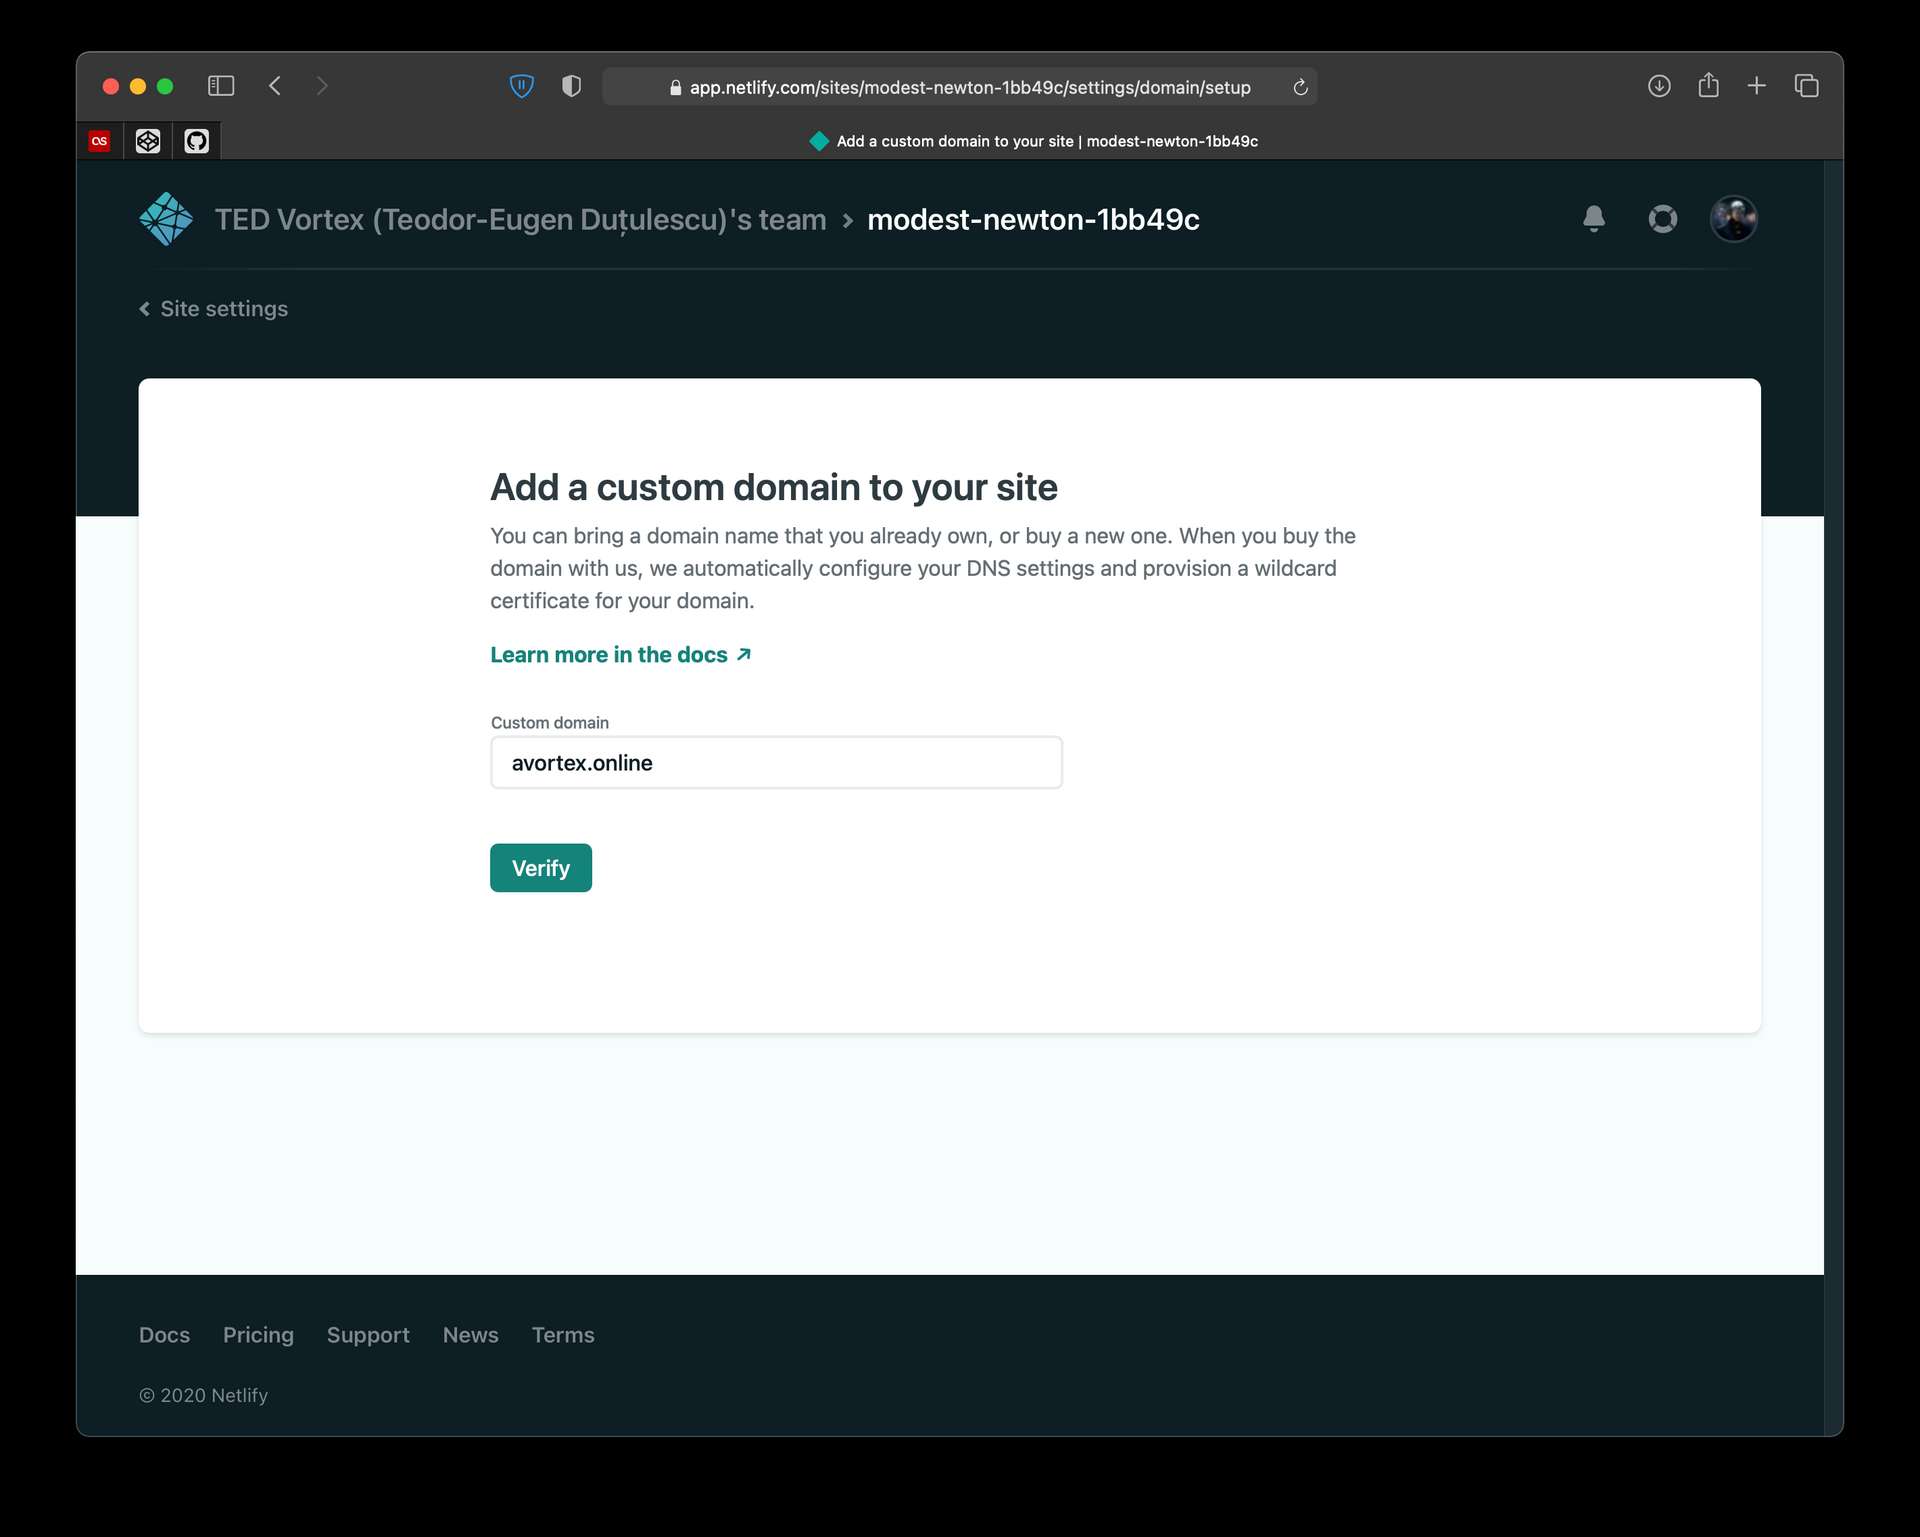 app.netlify.com/sites/modest-newton-1bb49c/settings/domain/setup
OS
Add a custom domain to your site | modest-newton-1bb49c
TED Vortex (Teodor-Eugen Duțulescu)'s team › modest-newton-1bb49c
Site settings
Add a custom domain to your site
You can bring a domain name that you already own, or buy a new one. When you buy the
domain with us, we automatically configure your DNS settings and provision a wildcard
certificate for your domain.
Learn more in the docs ↗
Custom domain
avortex.online
Verify
Docs Pricing Support News Terms
© 2020 Netlify